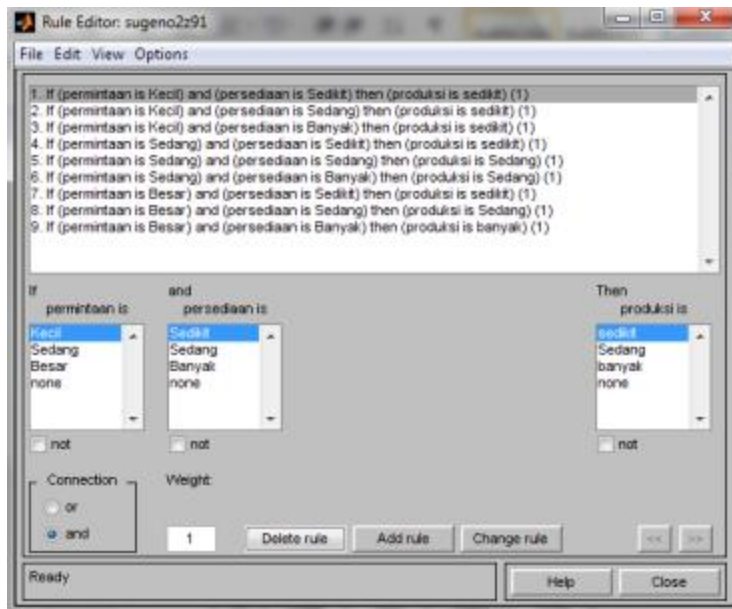 Rule Editor: sugeno2z91
File Edit View Options
1. If (permintaan is Kecil) and (persediaan is Sedikit) then (produksi is sedikit) (1)
2. If (permintaan is Kecil) and (persediaan is Sedang) then (produksi is sedikit) (1)
3. If (permintaan is Kecil) and (persediaan is Banyak) then (produksi is sedikit) (1)
4. If (permintaan is Sedang) and (persediaan is Sedikit) then (produksi is sedikit) (1)
5. If (permintaan is Sedang) and (persediaan is Sedang) then (produksi is Sedang) (1)
6. If (permintaan is Sedang) and (persediaan is Banyak) then (produksi is Sedang) (1)
7. If (permintaan is Besar) and (persediaan is Sedikit) then (produksi is sedikit) (1)
8. If (permintaan is Besar) and (persediaan is Sedang) then (produksi is Sedang) (1)
9. If (permintaan is Besar) and (persediaan is Banyak) then (produksi is banyak) (1)
If and Then
permintaan is persediaan is produksi is
Kecil Sedikit sedikit
Sedang Sedang Sedang
Besar Banyak banyak
none none none
not not not
Connection Weight:
or
and 1 Delete rule Add rule Change rule << >>
Ready Help Close